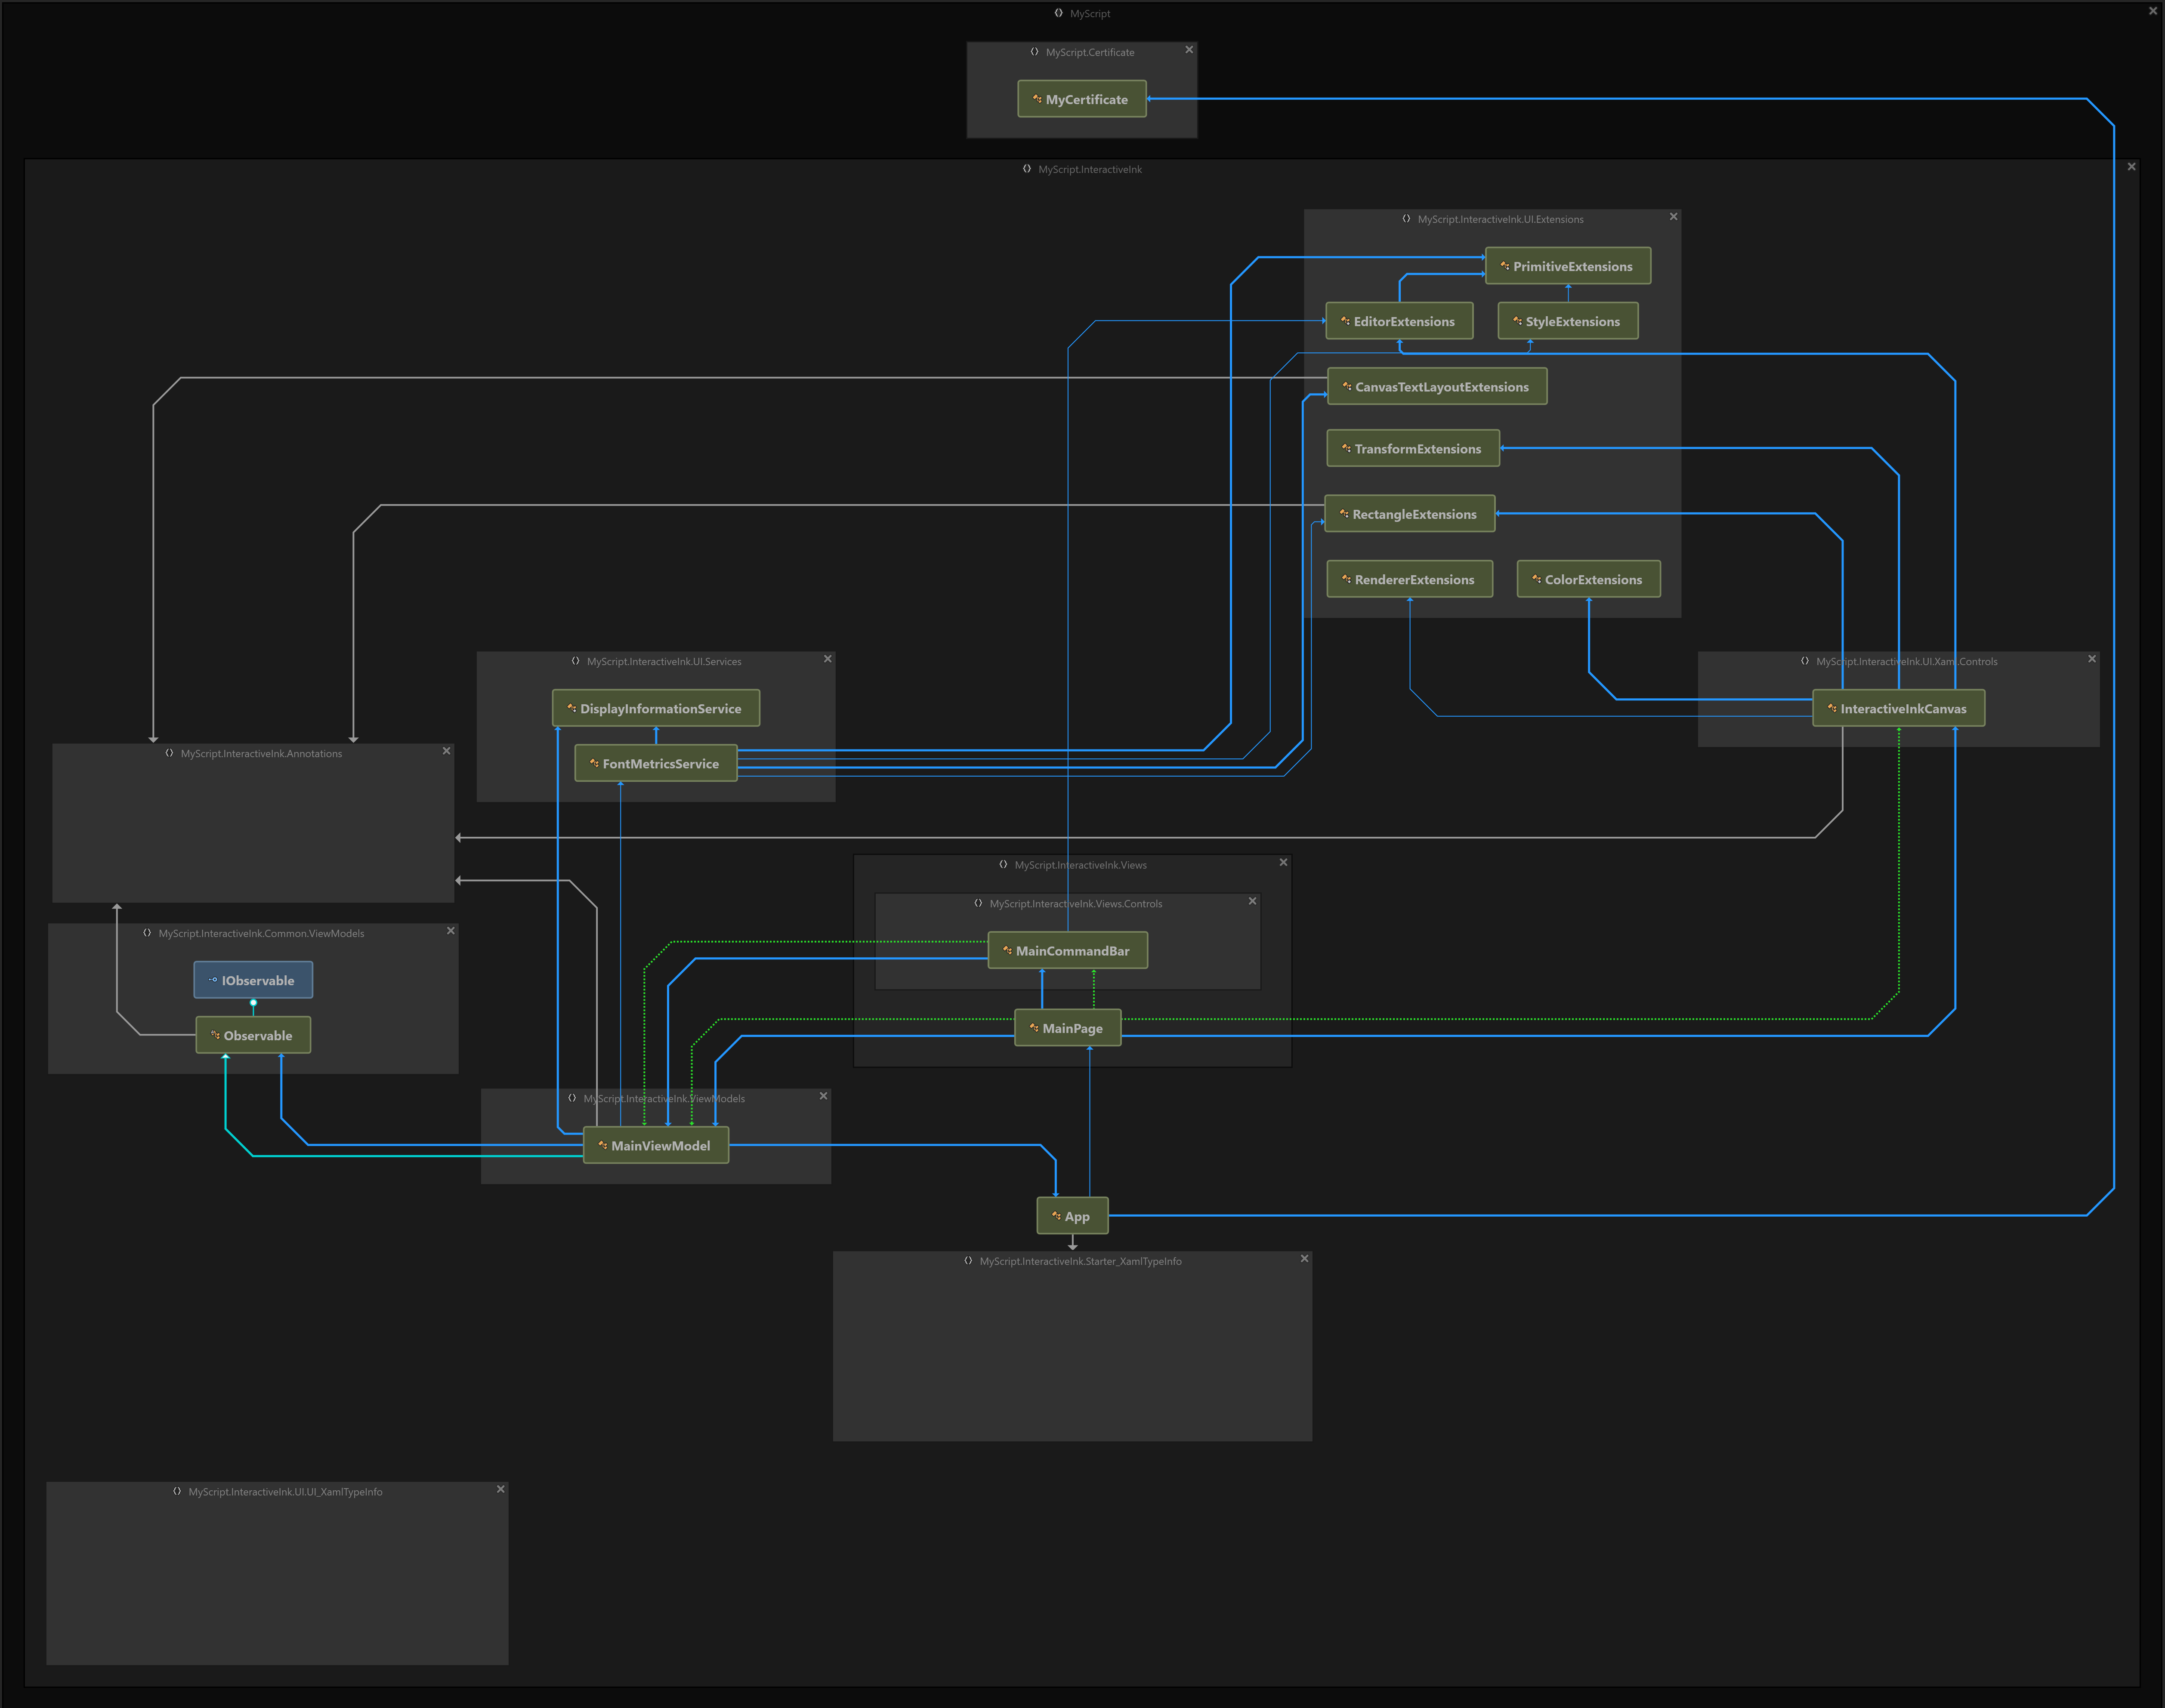 MyScript
MyScript.Certificate
MyCertificate
MyScript.InteractiveInk
MyScript.InteractiveInk.UI.Extensions
PrimitiveExtensions
EditorExtensions
StyleExtensions
CanvasTextLayoutExtensions
TransformExtensions
RectangleExtensions
RendererExtensions
ColorExtensions
MyScript.InteractiveInk.UI.Services
DisplayInformationService
FontMetricsService
MyScript.InteractiveInk.UI.Xaml.Controls
InteractiveInkCanvas
MyScript.InteractiveInk.Annotations
MyScript.InteractiveInk.Views
MyScript.InteractiveInk.Views.Controls
MainCommandBar
MainPage
MyScript.InteractiveInk.Common.ViewModels
IObservable
Observable
MyScript.InteractiveInk.ViewModels
MainViewModel
App
MyScript.InteractiveInk.Starter_XamlTypeInfo
MyScript.InteractiveInk.UI.UI_XamlTypeInfo